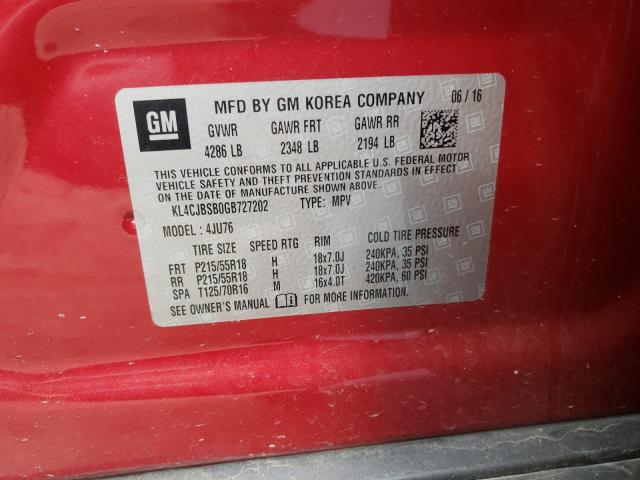 GM MFD BY GM KOREA COMPANY 06 / 16
GVWR GAWR FRT GAWR RR
4286 LB 2348 LB 2194 LB
THIS VEHICLE CONFORMS TO ALL APPLICABLE U.S. FEDERAL MOTOR
VEHICLE SAFETY AND THEFT PREVENTION STANDARDS IN EFFECT
ON THE DATE OF MANUFACTURE SHOWN ABOVE.
KL4CJBSB0GB727202 TYPE: MPV
MODEL : 4JU76
TIRE SIZE SPEED RTG RIM COLD TIRE PRESSURE
FRT P215/55R18 H 18x7.0J 240KPA, 35 PSI
RR P215/55R18 H 18x7.0J 240KPA, 35 PSI
SPA T125/70R16 M 16x4.0T 420KPA, 60 PSI
SEE OWNER'S MANUAL FOR MORE INFORMATION.